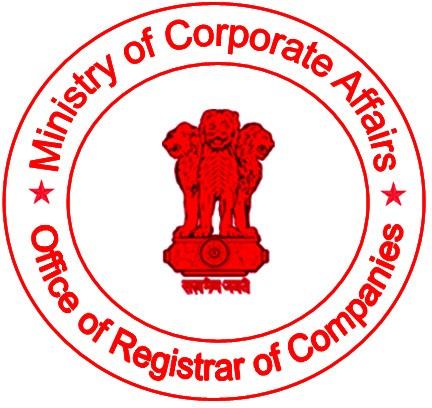 Ministry of Corporate Affairs
Office of Registrar of Companies